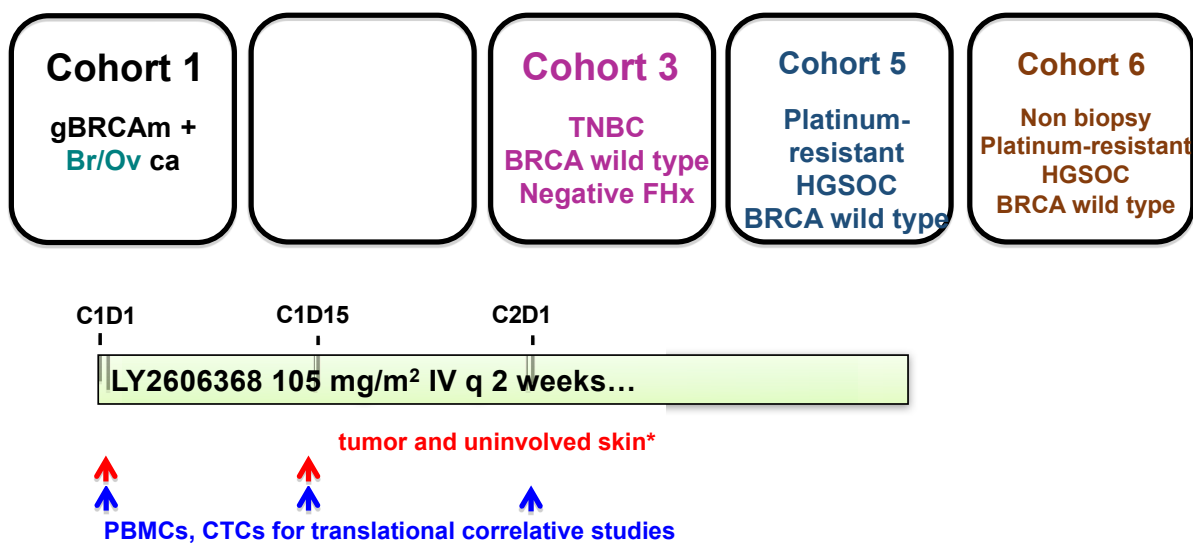 Cohort 1
gBRCAm +
Br/Ov ca
Cohort 3
TNBC
BRCA wild type
Negative FHx
Cohort 5
Platinum-
resistant
HGSOC
BRCA wild type
Cohort 6
Non biopsy
Platinum-resistant
HGSOC
BRCA wild type
C1D1
C1D15
C2D1
LY2606368 105 mg/m² IV q 2 weeks…
tumor and uninvolved skin*
PBMCs, CTCs for translational correlative studies